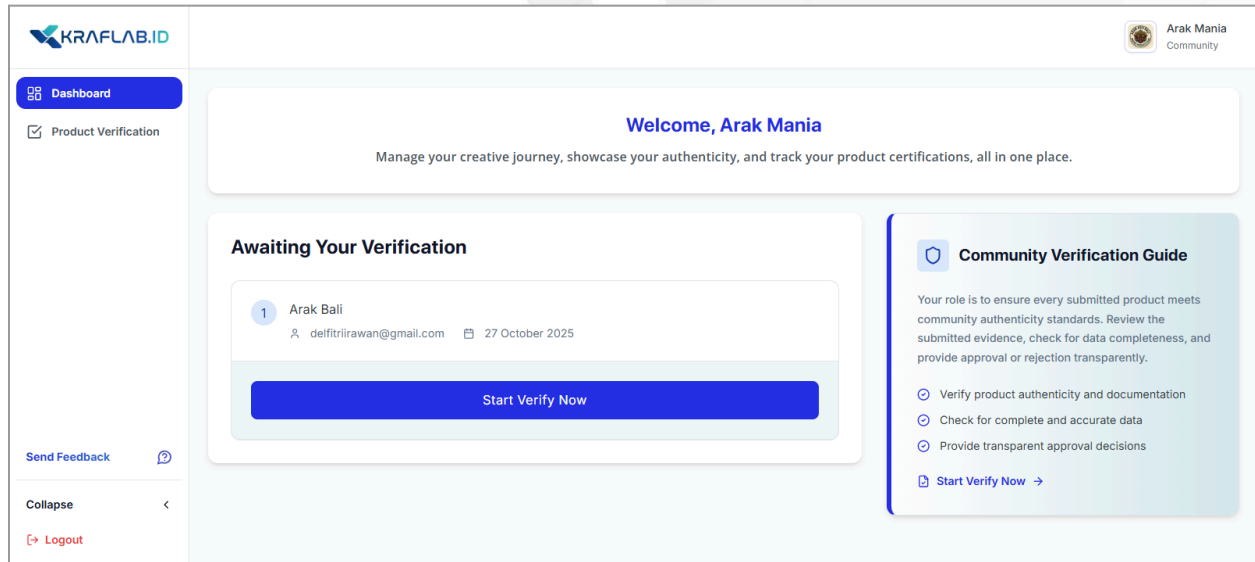 KRAFLAB.ID
Arak Mania
Community
Dashboard
Product Verification
Welcome, Arak Mania
Manage your creative journey, showcase your authenticity, and track your product certifications, all in one place.
Awaiting Your Verification
1
Arak Bali
delfitriirawan@gmail.com 27 October 2025
Start Verify Now
Community Verification Guide
Your role is to ensure every submitted product meets
community authenticity standards. Review the
submitted evidence, check for data completeness, and
provide approval or rejection transparently.
Verify product authenticity and documentation
Check for complete and accurate data
Provide transparent approval decisions
Start Verify Now
Send Feedback
Collapse
Logout